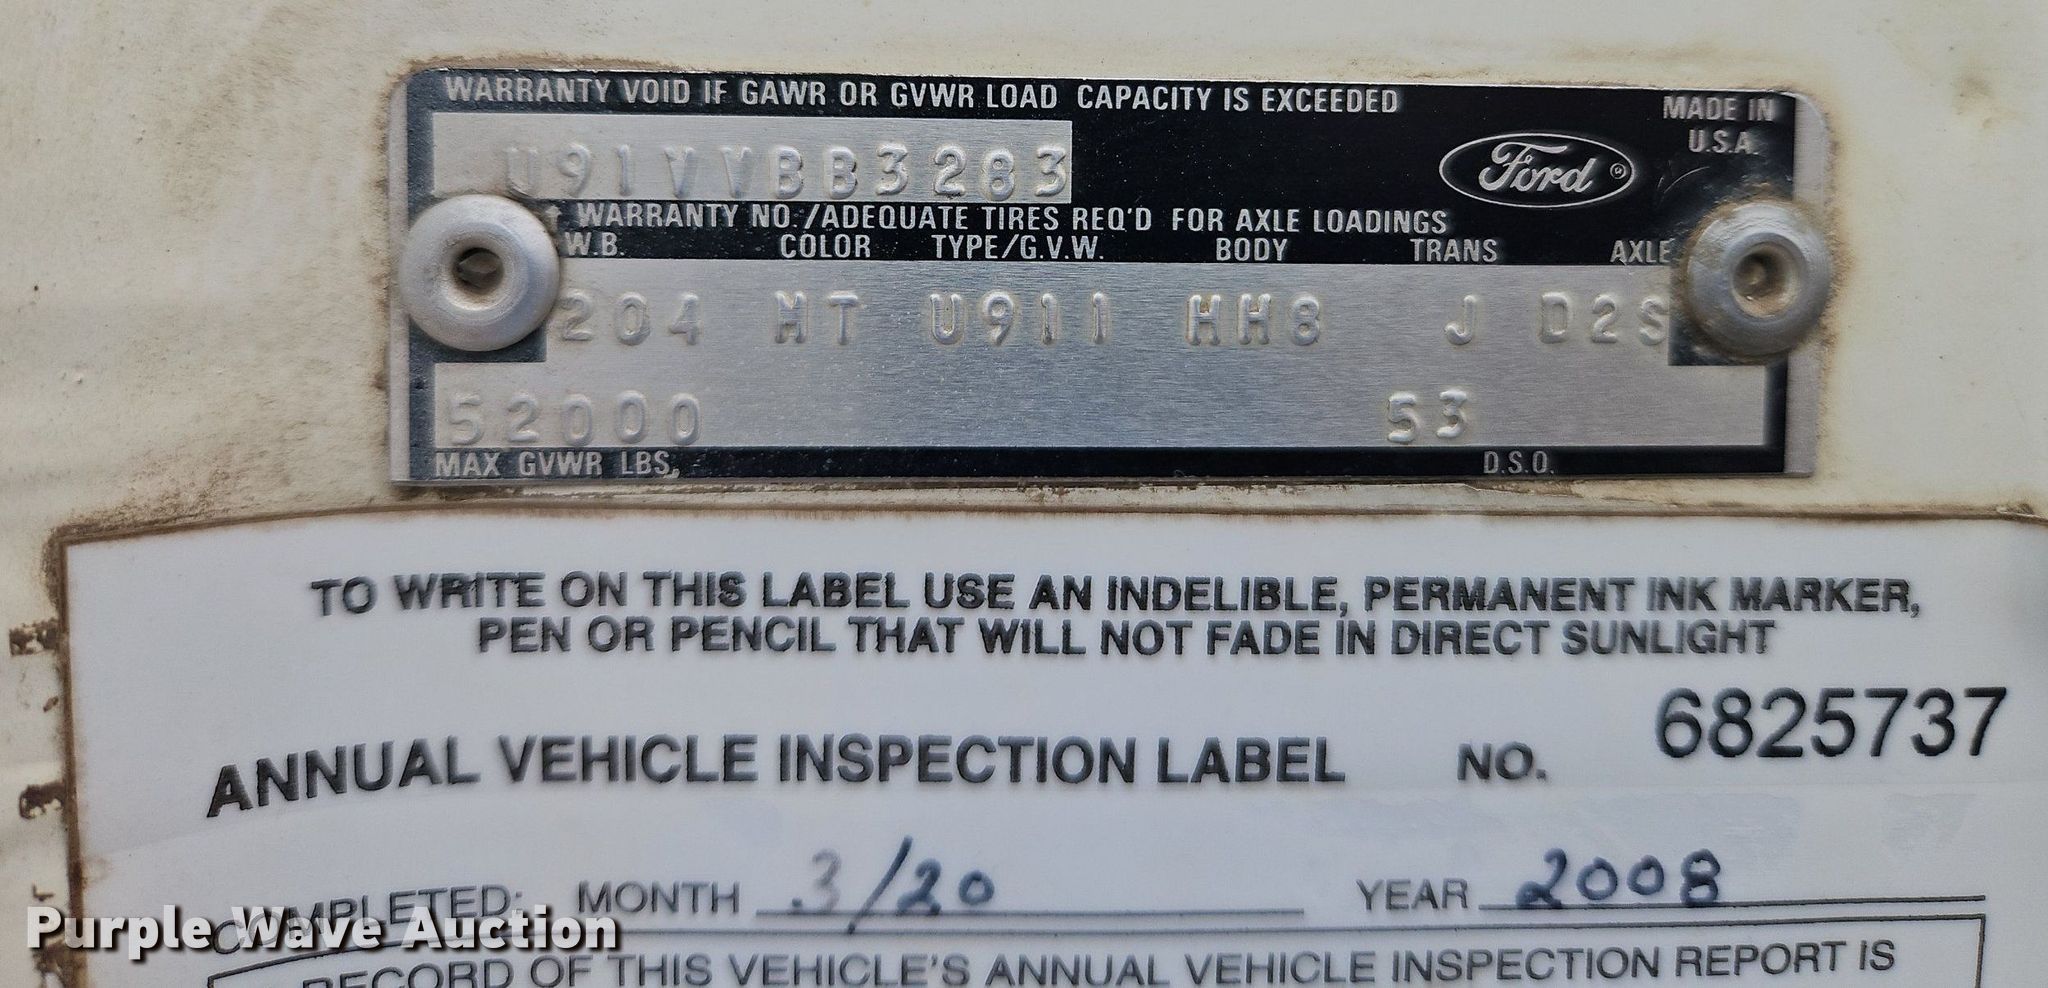 WARRANTY VOID IF GAWR OR GVWR LOAD CAPACITY IS EXCEEDED
MADE IN
U.S.A.
U91VVVBB3283
Ford ®
↑ WARRANTY NO./ADEQUATE TIRES REQ'D FOR AXLE LOADINGS
W.B. COLOR TYPE/G.V.W. BODY TRANS AXLE
204 MT U911 HH8 J D2S
52000 53
MAX GVWR LBS. D.S.O.
TO WRITE ON THIS LABEL USE AN INDELIBLE, PERMANENT INK MARKER,
PEN OR PENCIL THAT WILL NOT FADE IN DIRECT SUNLIGHT
ANNUAL VEHICLE INSPECTION LABEL NO. 6825737
COMPLETED: MONTH 3/20 YEAR 2008
RECORD OF THIS VEHICLE'S ANNUAL VEHICLE INSPECTION REPORT IS
Purple Wave Auction